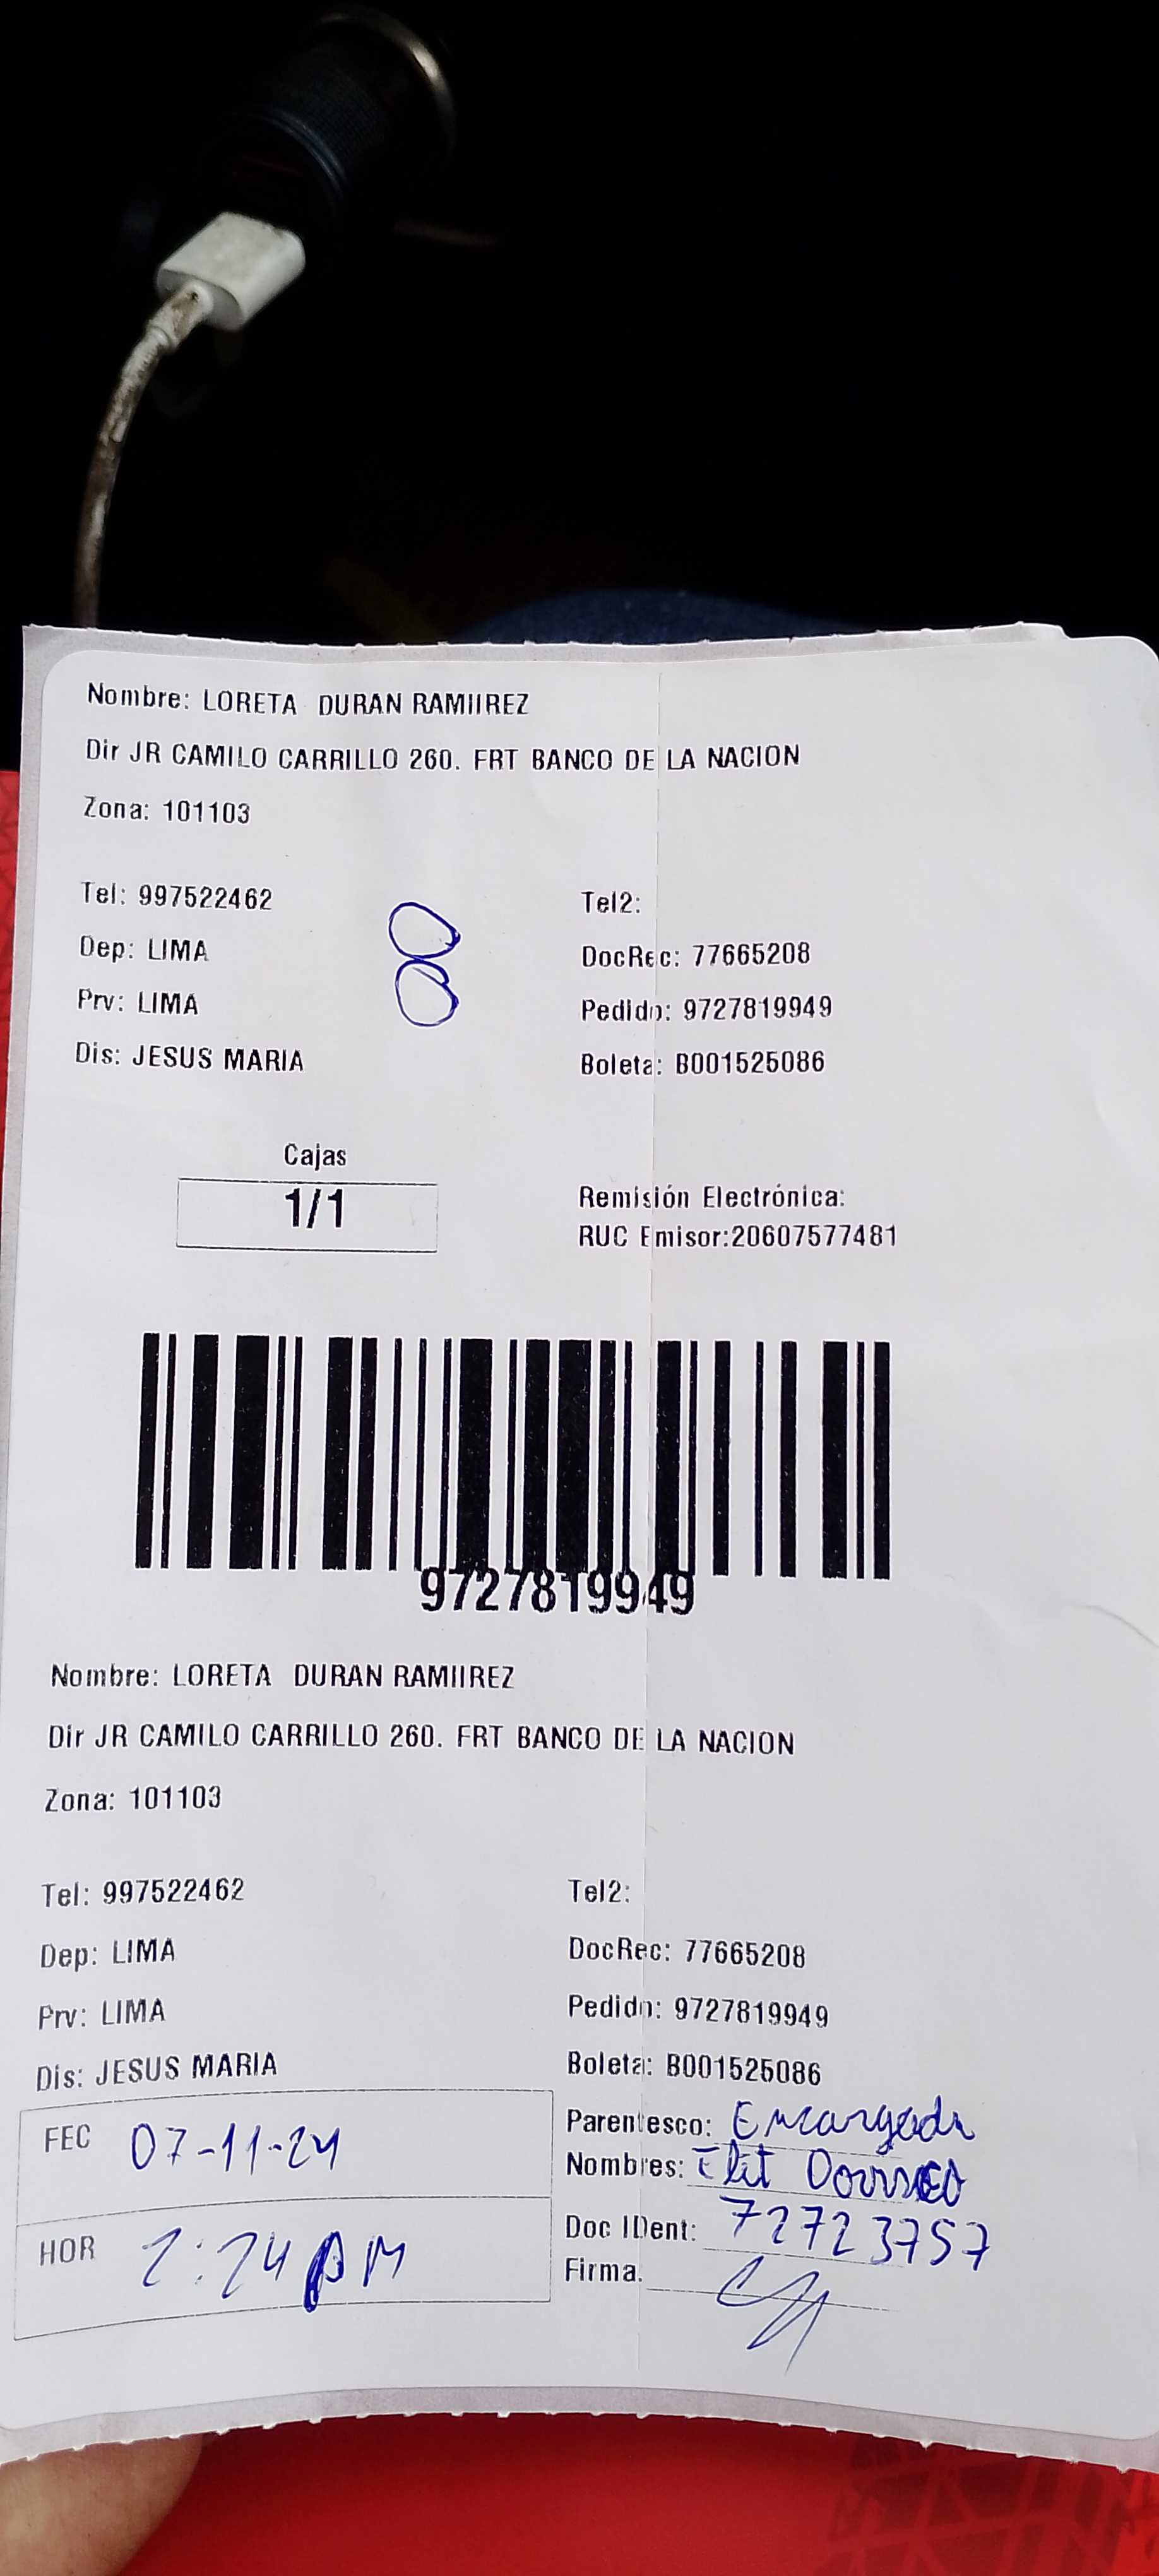 Nombre: LORETA DURAN RAMIIREZ
Dir JR CAMILO CARRILLO 260. FRT BANCO DE LA NACION
Zona: 101103
Tel: 997522462 Tel2:
Dep: LIMA DocRec: 77665208
Prv: LIMA Pedido: 9727819949
Dis: JESUS MARIA Boleta: B001525086
8
Cajas
1/1
Remisión Electrónica:
RUC Emisor:20607577481
9727819949
Nombre: LORETA DURAN RAMIIREZ
Dir JR CAMILO CARRILLO 260. FRT BANCO DE LA NACION
Zona: 101103
Tel: 997522462 Tel2:
Dep: LIMA DocRec: 77665208
Prv: LIMA Pedido: 9727819949
Dis: JESUS MARIA Boleta: B001525086
FEC 07-11-24
HOR 2:24 PM
Parentesco: Encargada
Nombres: Elit
Doc IDent: 72723757
Firma.